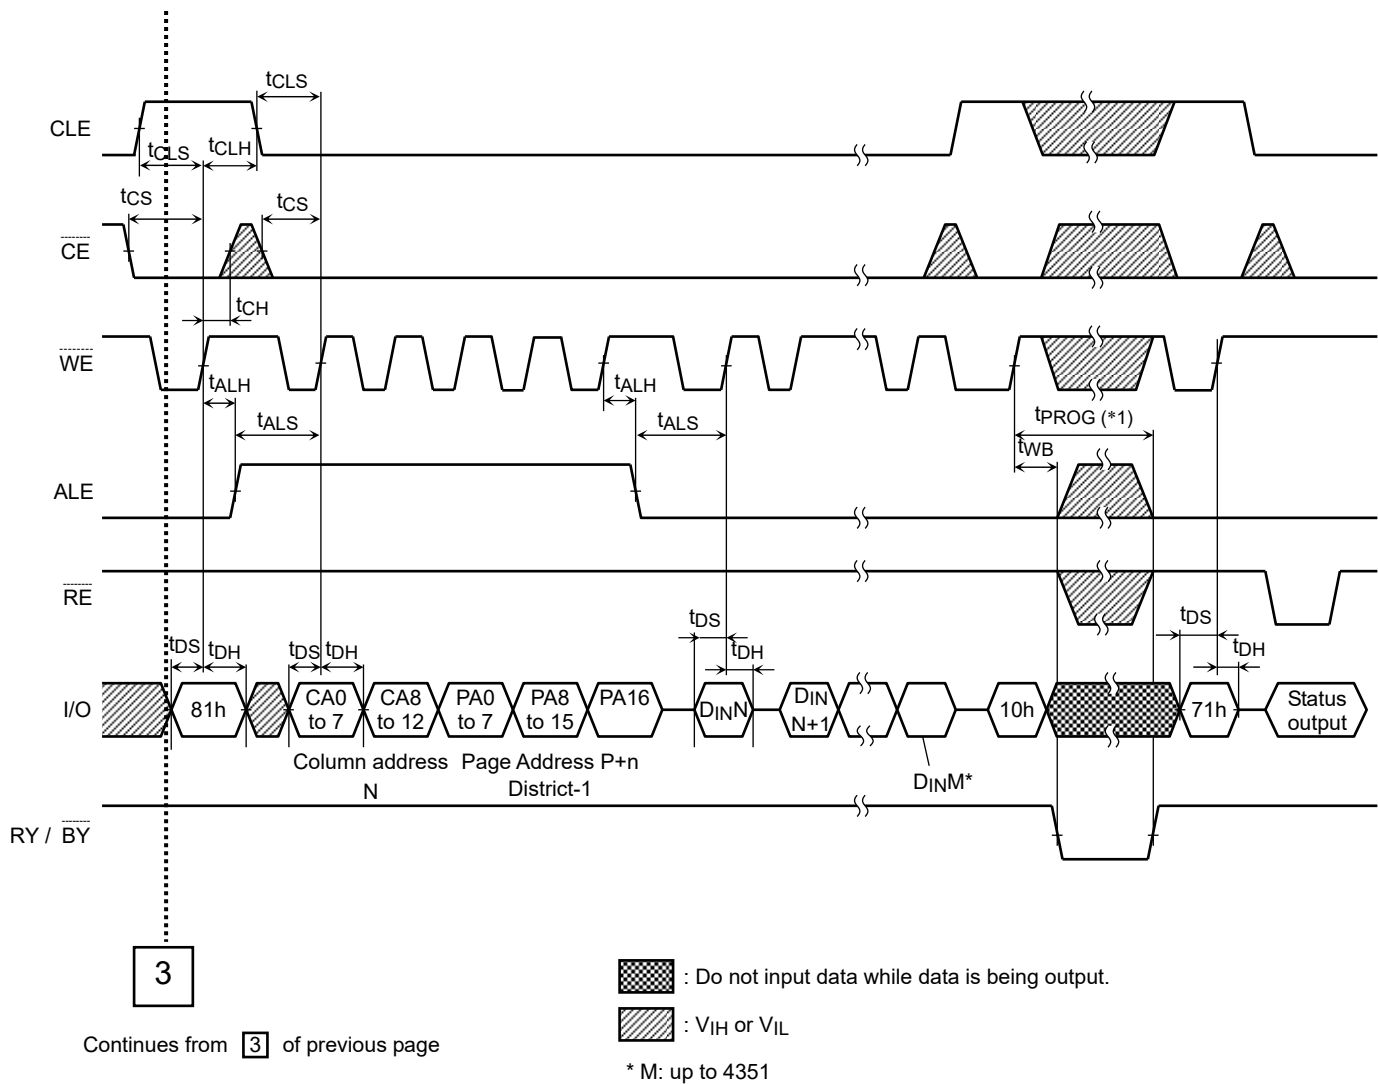 tCLS
CLE
tCLS
tCLH
tCS
tCS
CE
tCH
WE
tALH
tALH
tALS
tALS
tPROG (*1)
tWB
ALE
RE
tDS
tDH
tDS
tDH
tDS
tDH
tDS
tDH
I/O
81h
CA0 to 7
CA8 to 12
PA0 to 7
PA8 to 15
PA16
DINN
DIN N+1
10h
71h
Status output
Column address
N
Page Address P+n
District-1
DINM*
RY / BY
3
: Do not input data while data is being output.
: VIH or VIL
Continues from 3 of previous page
* M: up to 4351